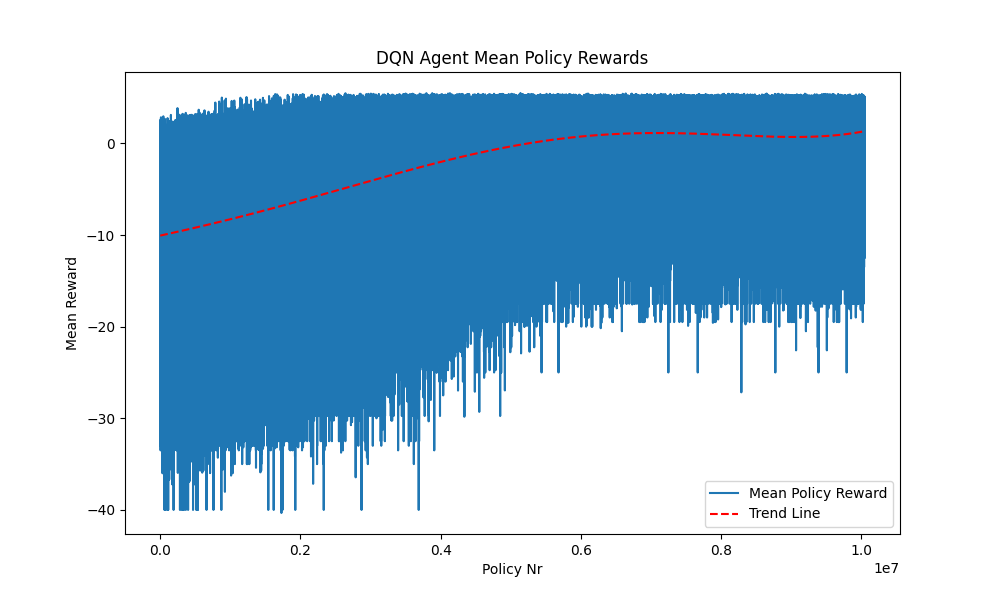 DQN Agent Mean Policy Rewards
Mean Reward
0
−10
−20
−30
−40
0.0 0.2 0.4 0.6 0.8 1.0
1e7
Policy Nr
Mean Policy Reward
Trend Line